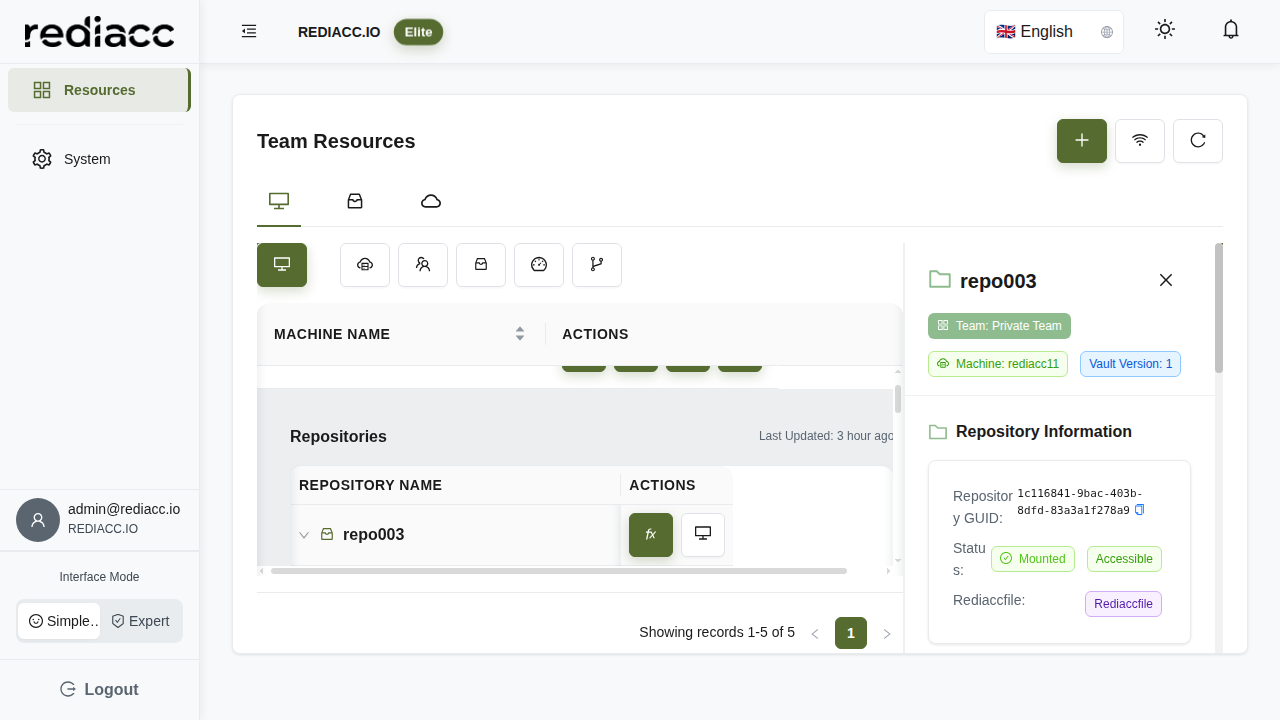 rediacc
REDIACC.IO
Elite
🇬🇧 English
Resources
System
Team Resources
MACHINE NAME
ACTIONS
Repositories
Last Updated: 3 hour ago
REPOSITORY NAME
ACTIONS
repo003
fx
Showing records 1-5 of 5
1
repo003
Team: Private Team
Machine: rediacc11
Vault Version: 1
Repository Information
Repositor
y GUID:
1c116841-9bac-403b-
8dfd-83a3a1f278a9
Statu
s:
Mounted
Accessible
Rediaccfile:
Rediaccfile
admin@rediacc.io
REDIACC.IO
Interface Mode
Simple…
Expert
Logout